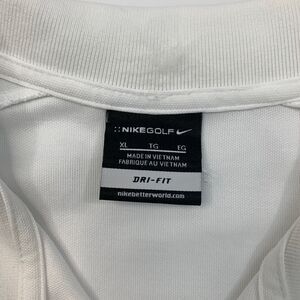 NIKEGOLF
XL TG EG
MADE IN VIETNAM
FABRIQUÉ AU VIETNAM
DRI-FIT
nikebetterworld.com